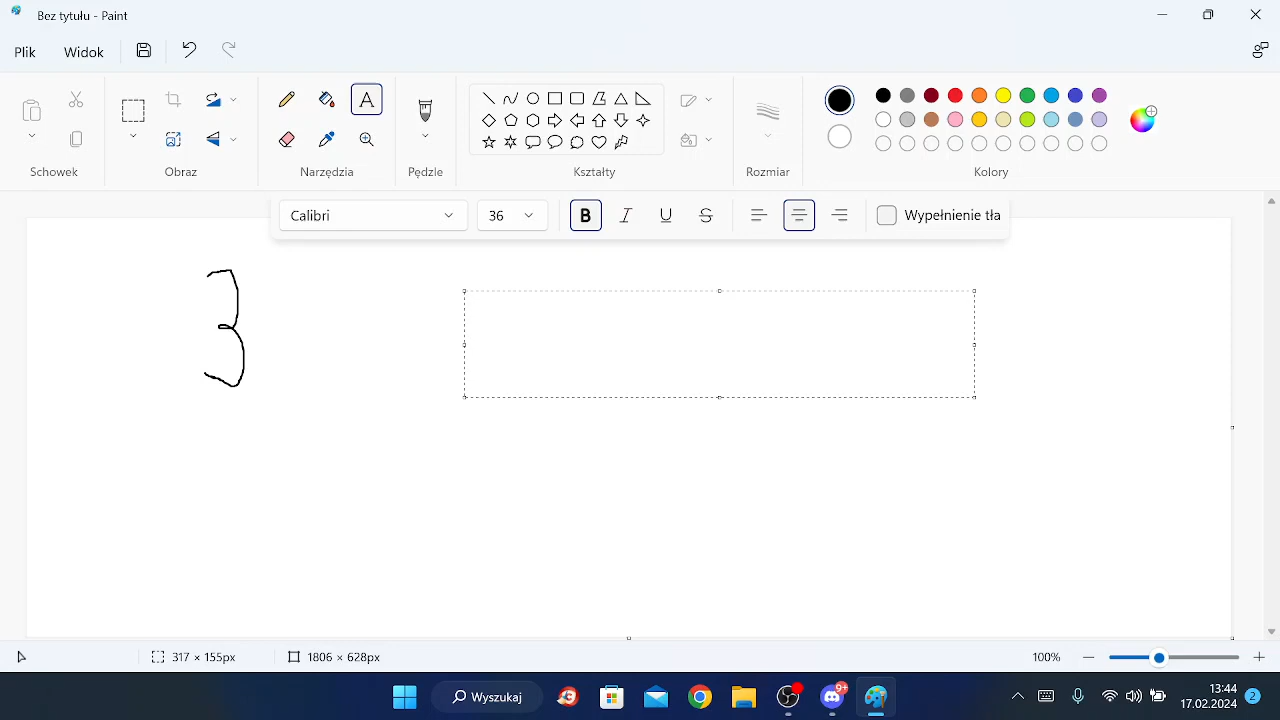 Bez tytułu - Paint
Plik Widok
Schowek Obraz Narzędzia Pędzle Kształty Rozmiar Kolory
Calibri 36 B I U S Wypełnienie tła
3
317 × 155px 1806 × 628px 100%
Wyszukaj 9+ 13:44
17.02.2024 2